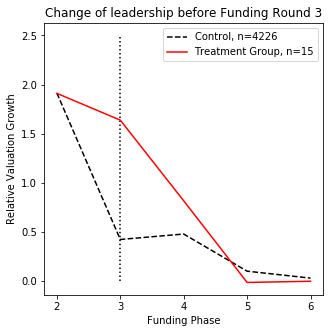 Change of leadership before Funding Round 3
Control, n=4226
Treatment Group, n=15
2.5
2.0
1.5
1.0
0.5
0.0
Relative Valuation Growth
2 3 4 5 6
Funding Phase